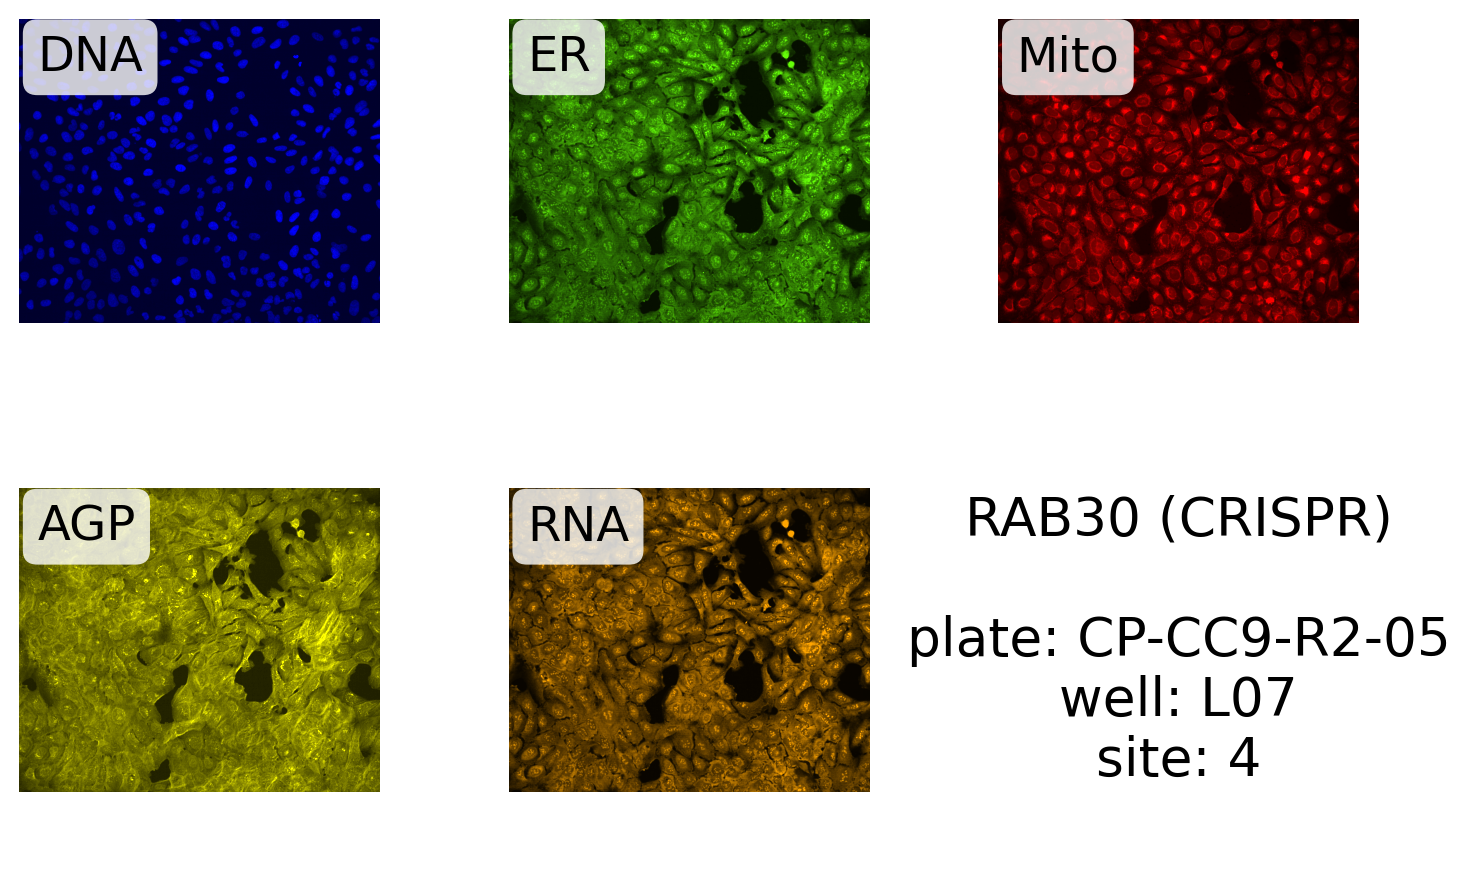 DNA
ER
Mito
AGP
RNA
RAB30 (CRISPR)
plate: CP-CC9-R2-05
well: L07
site: 4